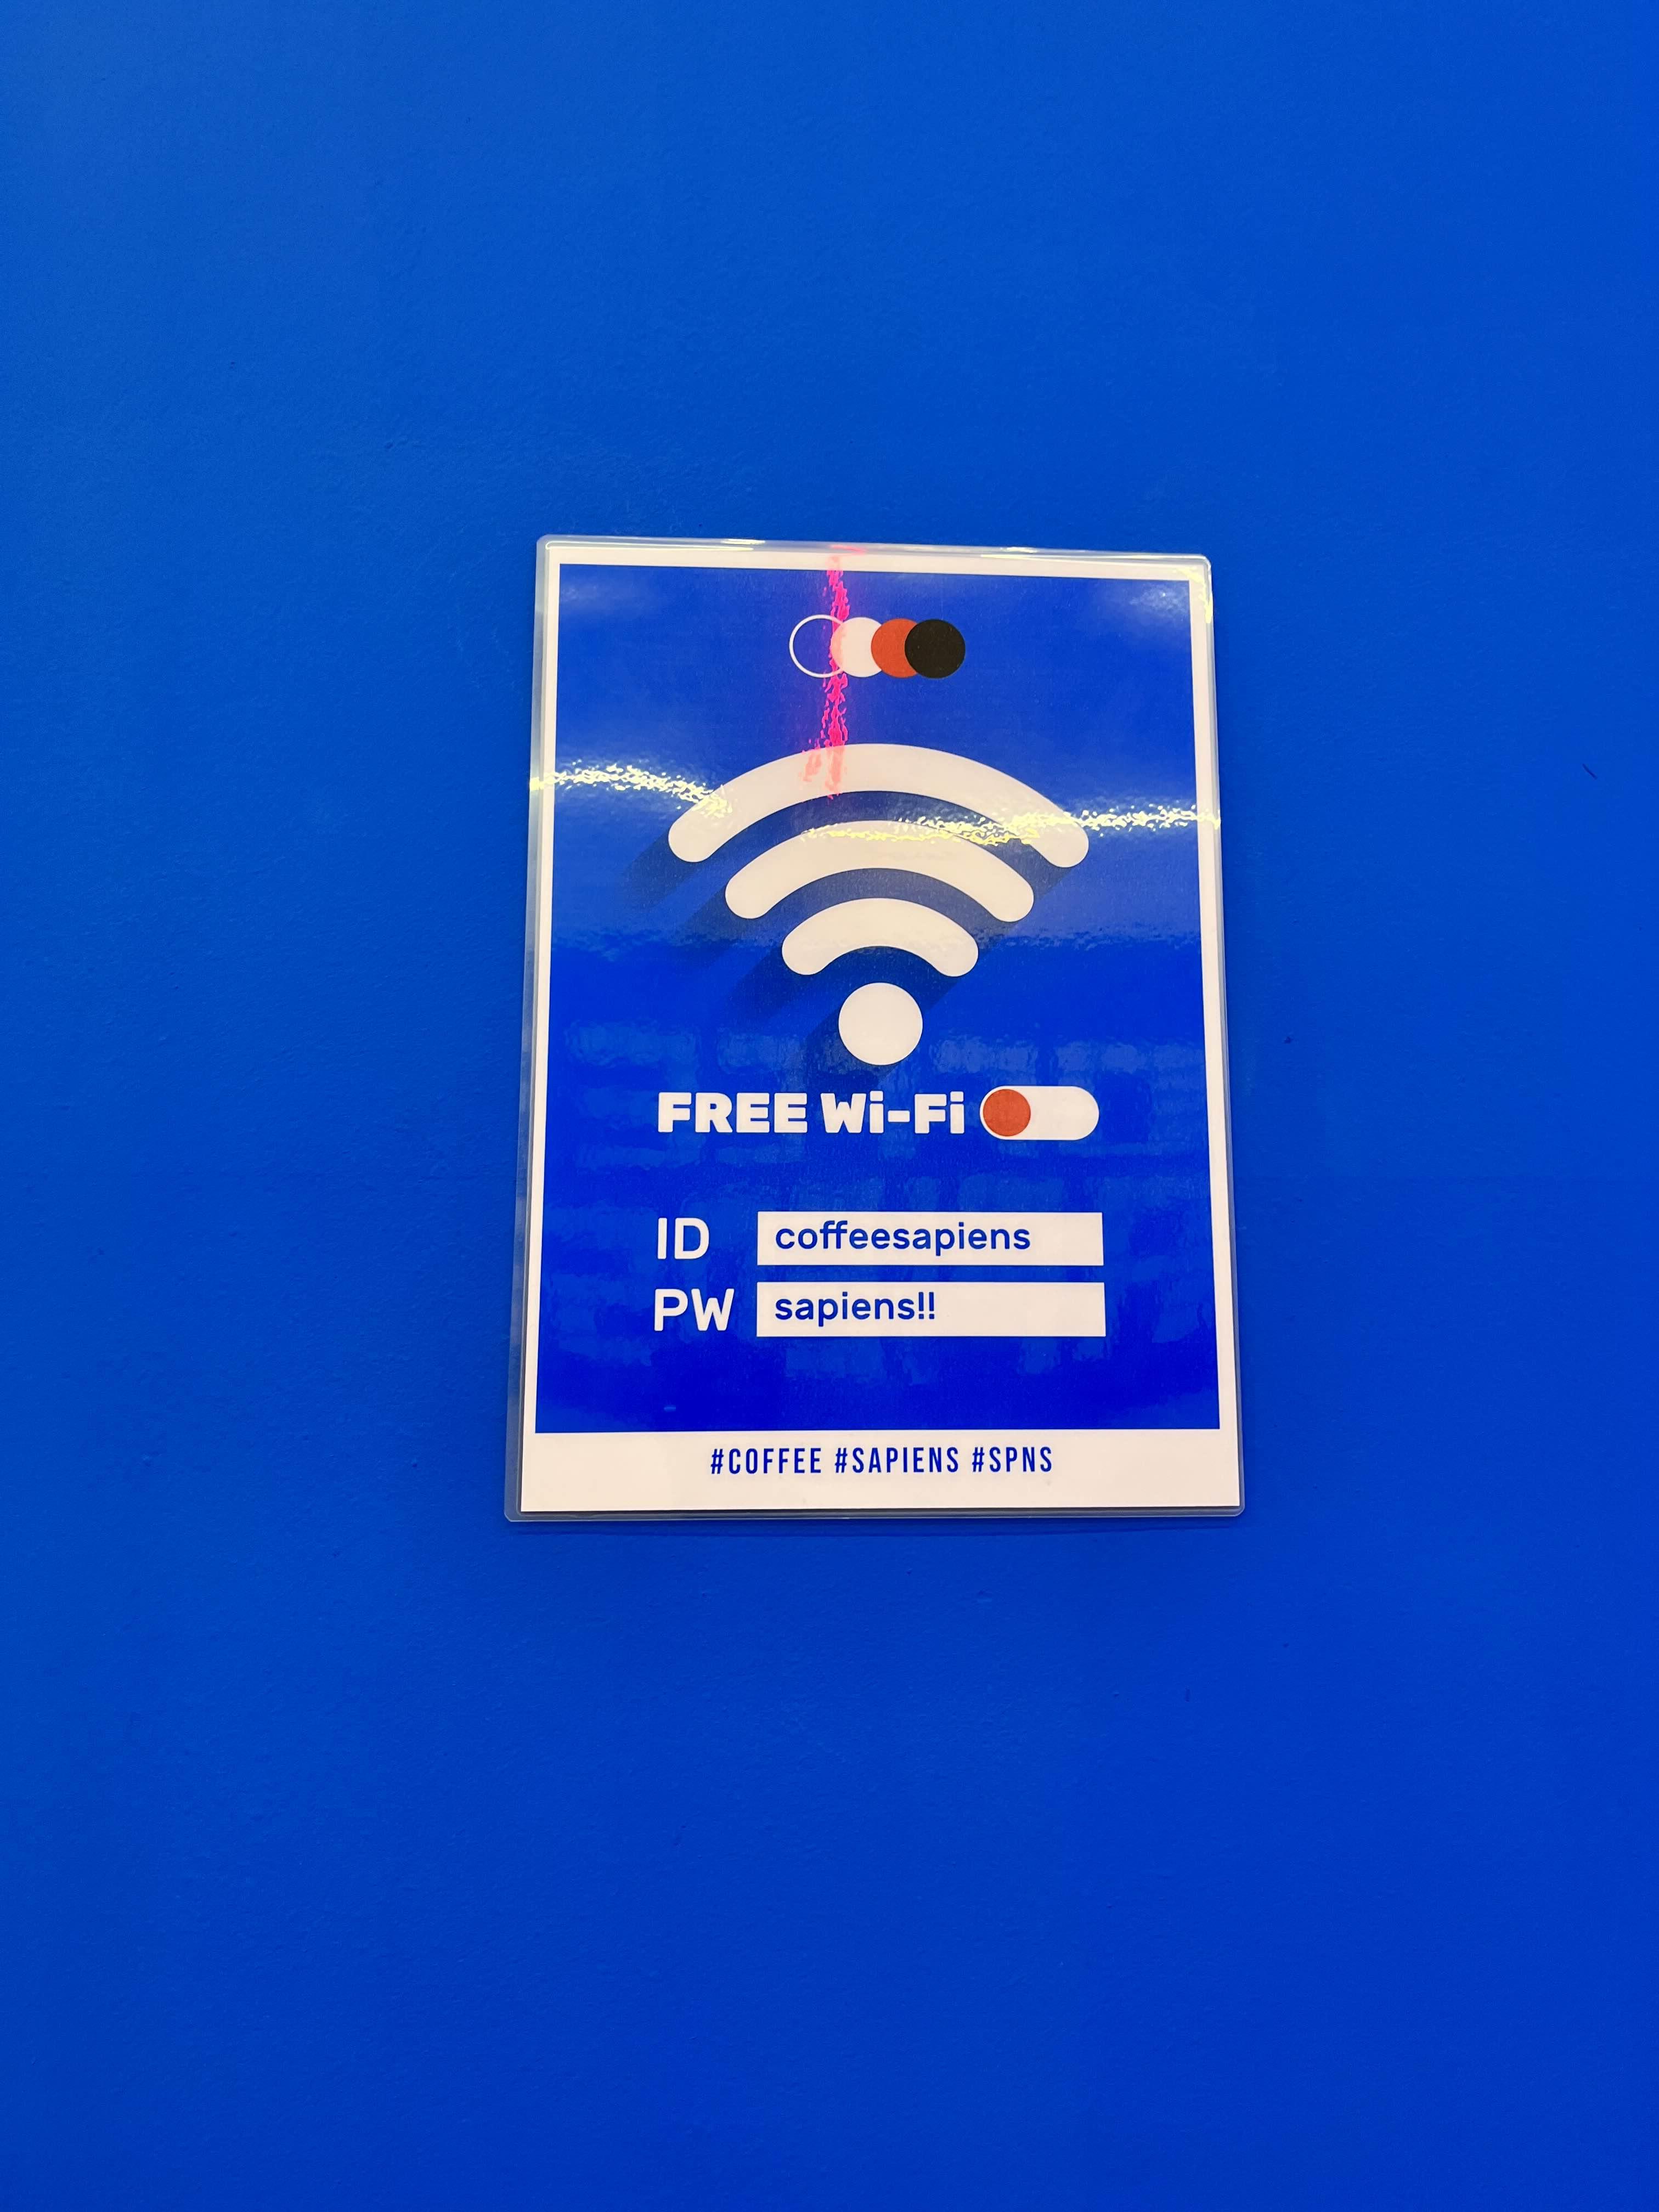 FREE Wi-Fi
ID coffeesapiens
PW sapiens!!
#COFFEE #SAPIENS #SPNS